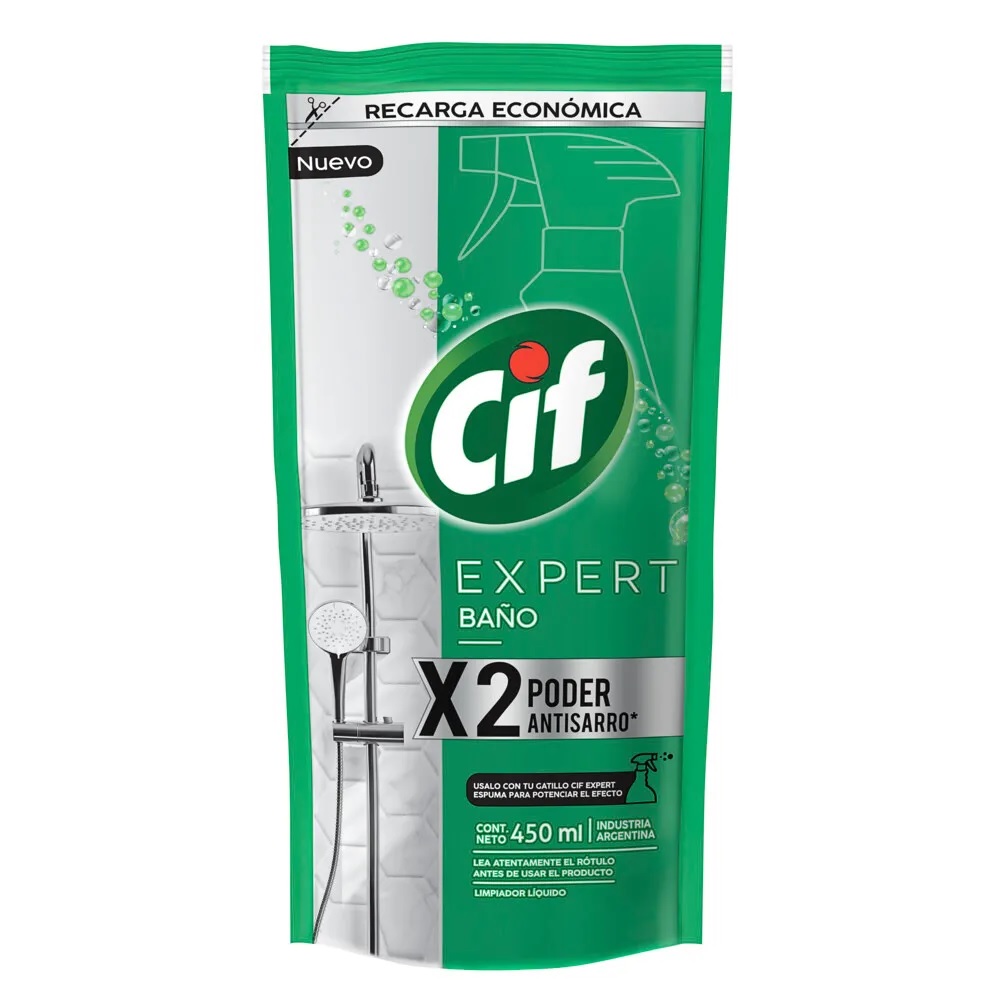 RECARGA ECONÓMICA
Nuevo
Cif
EXPERT
BAÑO
X2 PODER
ANTISARRO*
USALO CON TU GATILLO CIF EXPERT
ESPUMA PARA POTENCIAR EL EFECTO
CONT.
NETO 450 ml
INDUSTRIA
ARGENTINA
LEA ATENTAMENTE EL RÓTULO
ANTES DE USAR EL PRODUCTO
LIMPIADOR LÍQUIDO